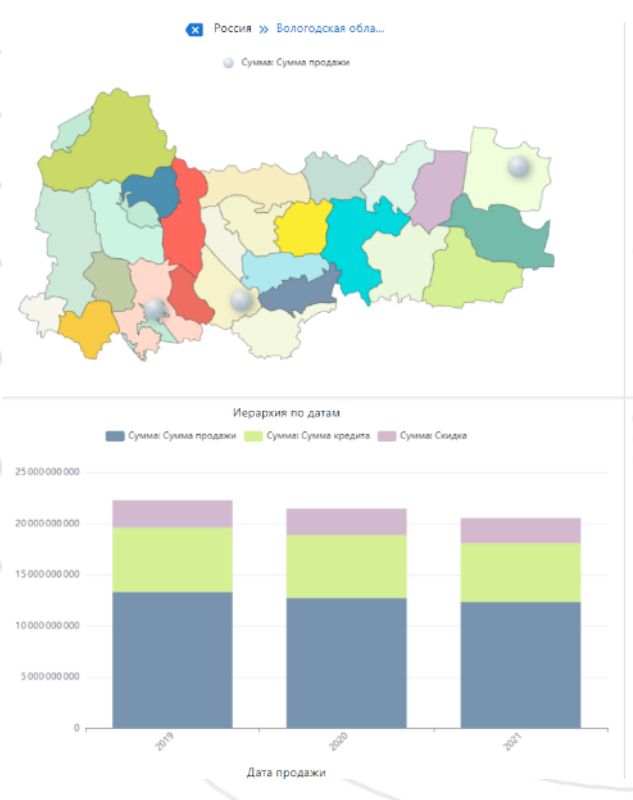 Россия » Вологодская обла...
Сумма: Сумма продажи
Иерархия по датам
Сумма: Сумма продажи Сумма: Сумма кредита Сумма: Скидка
25 000 000 000
20 000 000 000
15 000 000 000
10 000 000 000
5 000 000 000
0
2019 2020 2021
Дата продажи